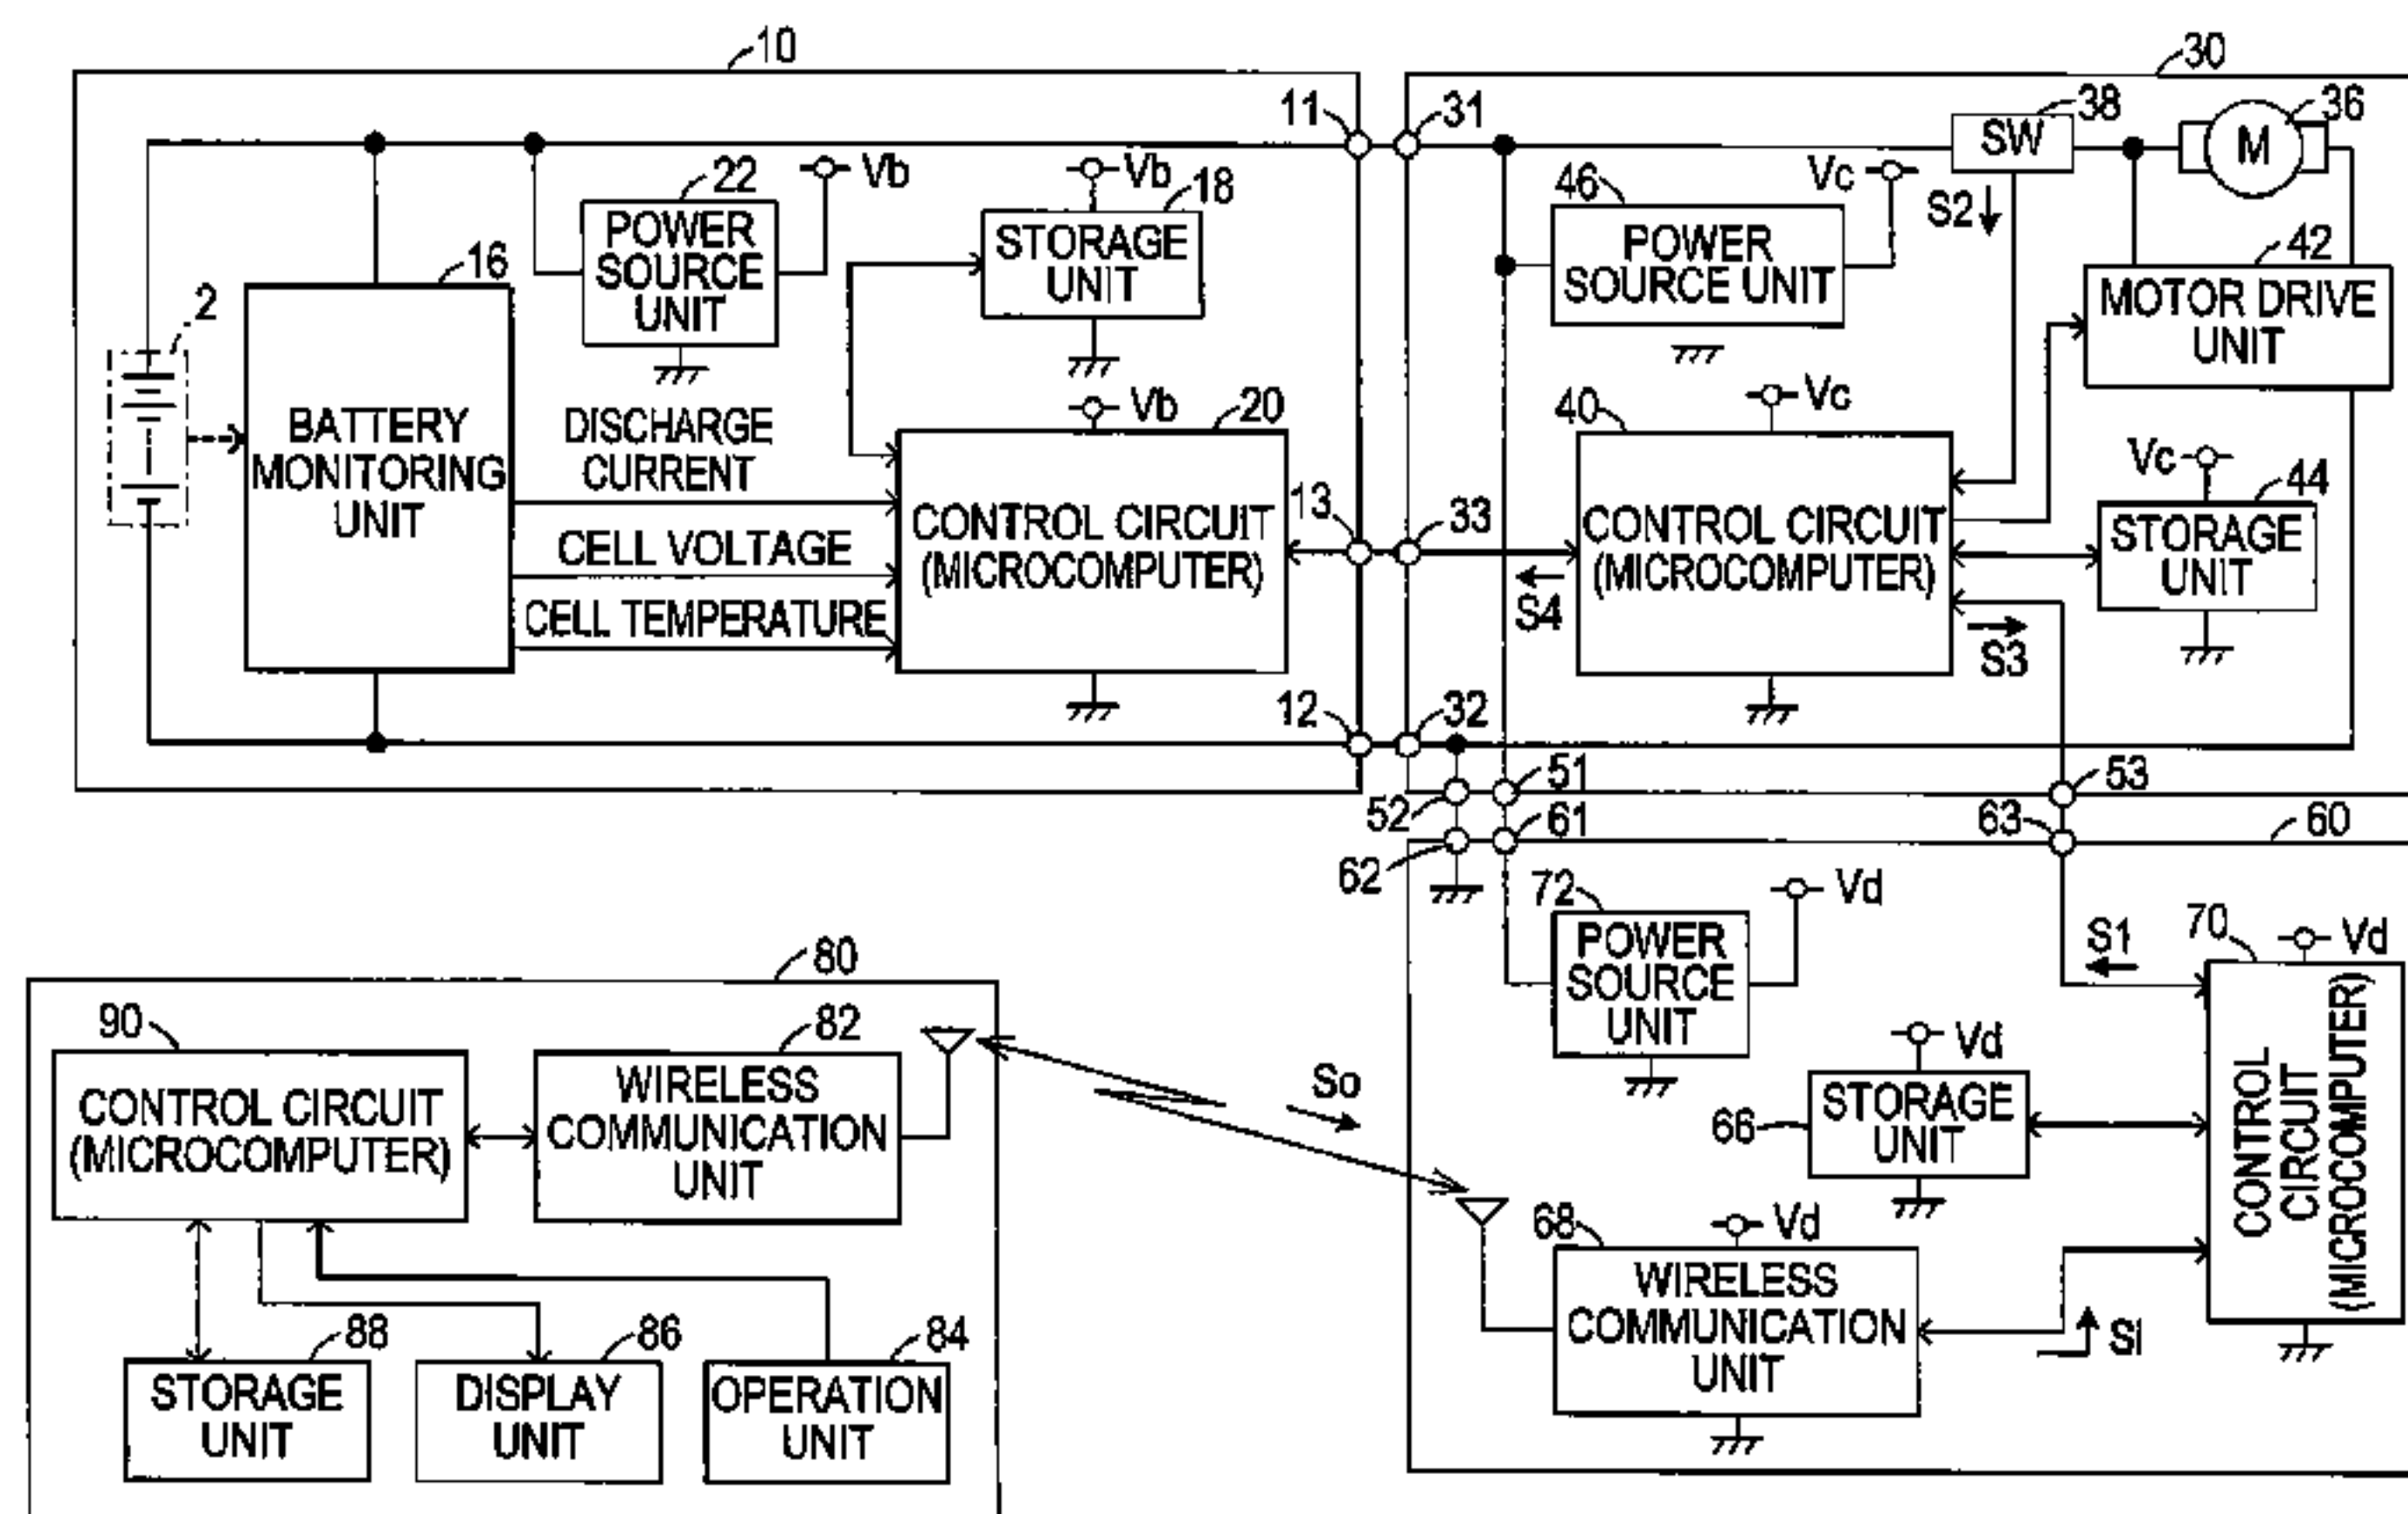 10
30
11
31
38
36
SW
M
22
Vb
Vb
18
46
Vc
S2
POWER
SOURCE
UNIT
STORAGE
UNIT
POWER
SOURCE UNIT
42
MOTOR DRIVE
UNIT
2
16
BATTERY
MONITORING
UNIT
DISCHARGE
CURRENT
CELL VOLTAGE
CELL TEMPERATURE
Vb
20
CONTROL CIRCUIT
(MICROCOMPUTER)
13
33
40
Vc
CONTROL CIRCUIT
(MICROCOMPUTER)
S4
S3
Vc
44
STORAGE
UNIT
12
32
52
51
53
62
61
63
60
72
Vd
POWER
SOURCE
UNIT
S1
70
Vd
CONTROL
CIRCUIT
(MICROCOMPUTER)
Vd
66
STORAGE
UNIT
68
Vd
WIRELESS
COMMUNICATION
UNIT
Si
So
80
90
CONTROL CIRCUIT
(MICROCOMPUTER)
82
WIRELESS
COMMUNICATION
UNIT
88
STORAGE
UNIT
86
DISPLAY
UNIT
84
OPERATION
UNIT